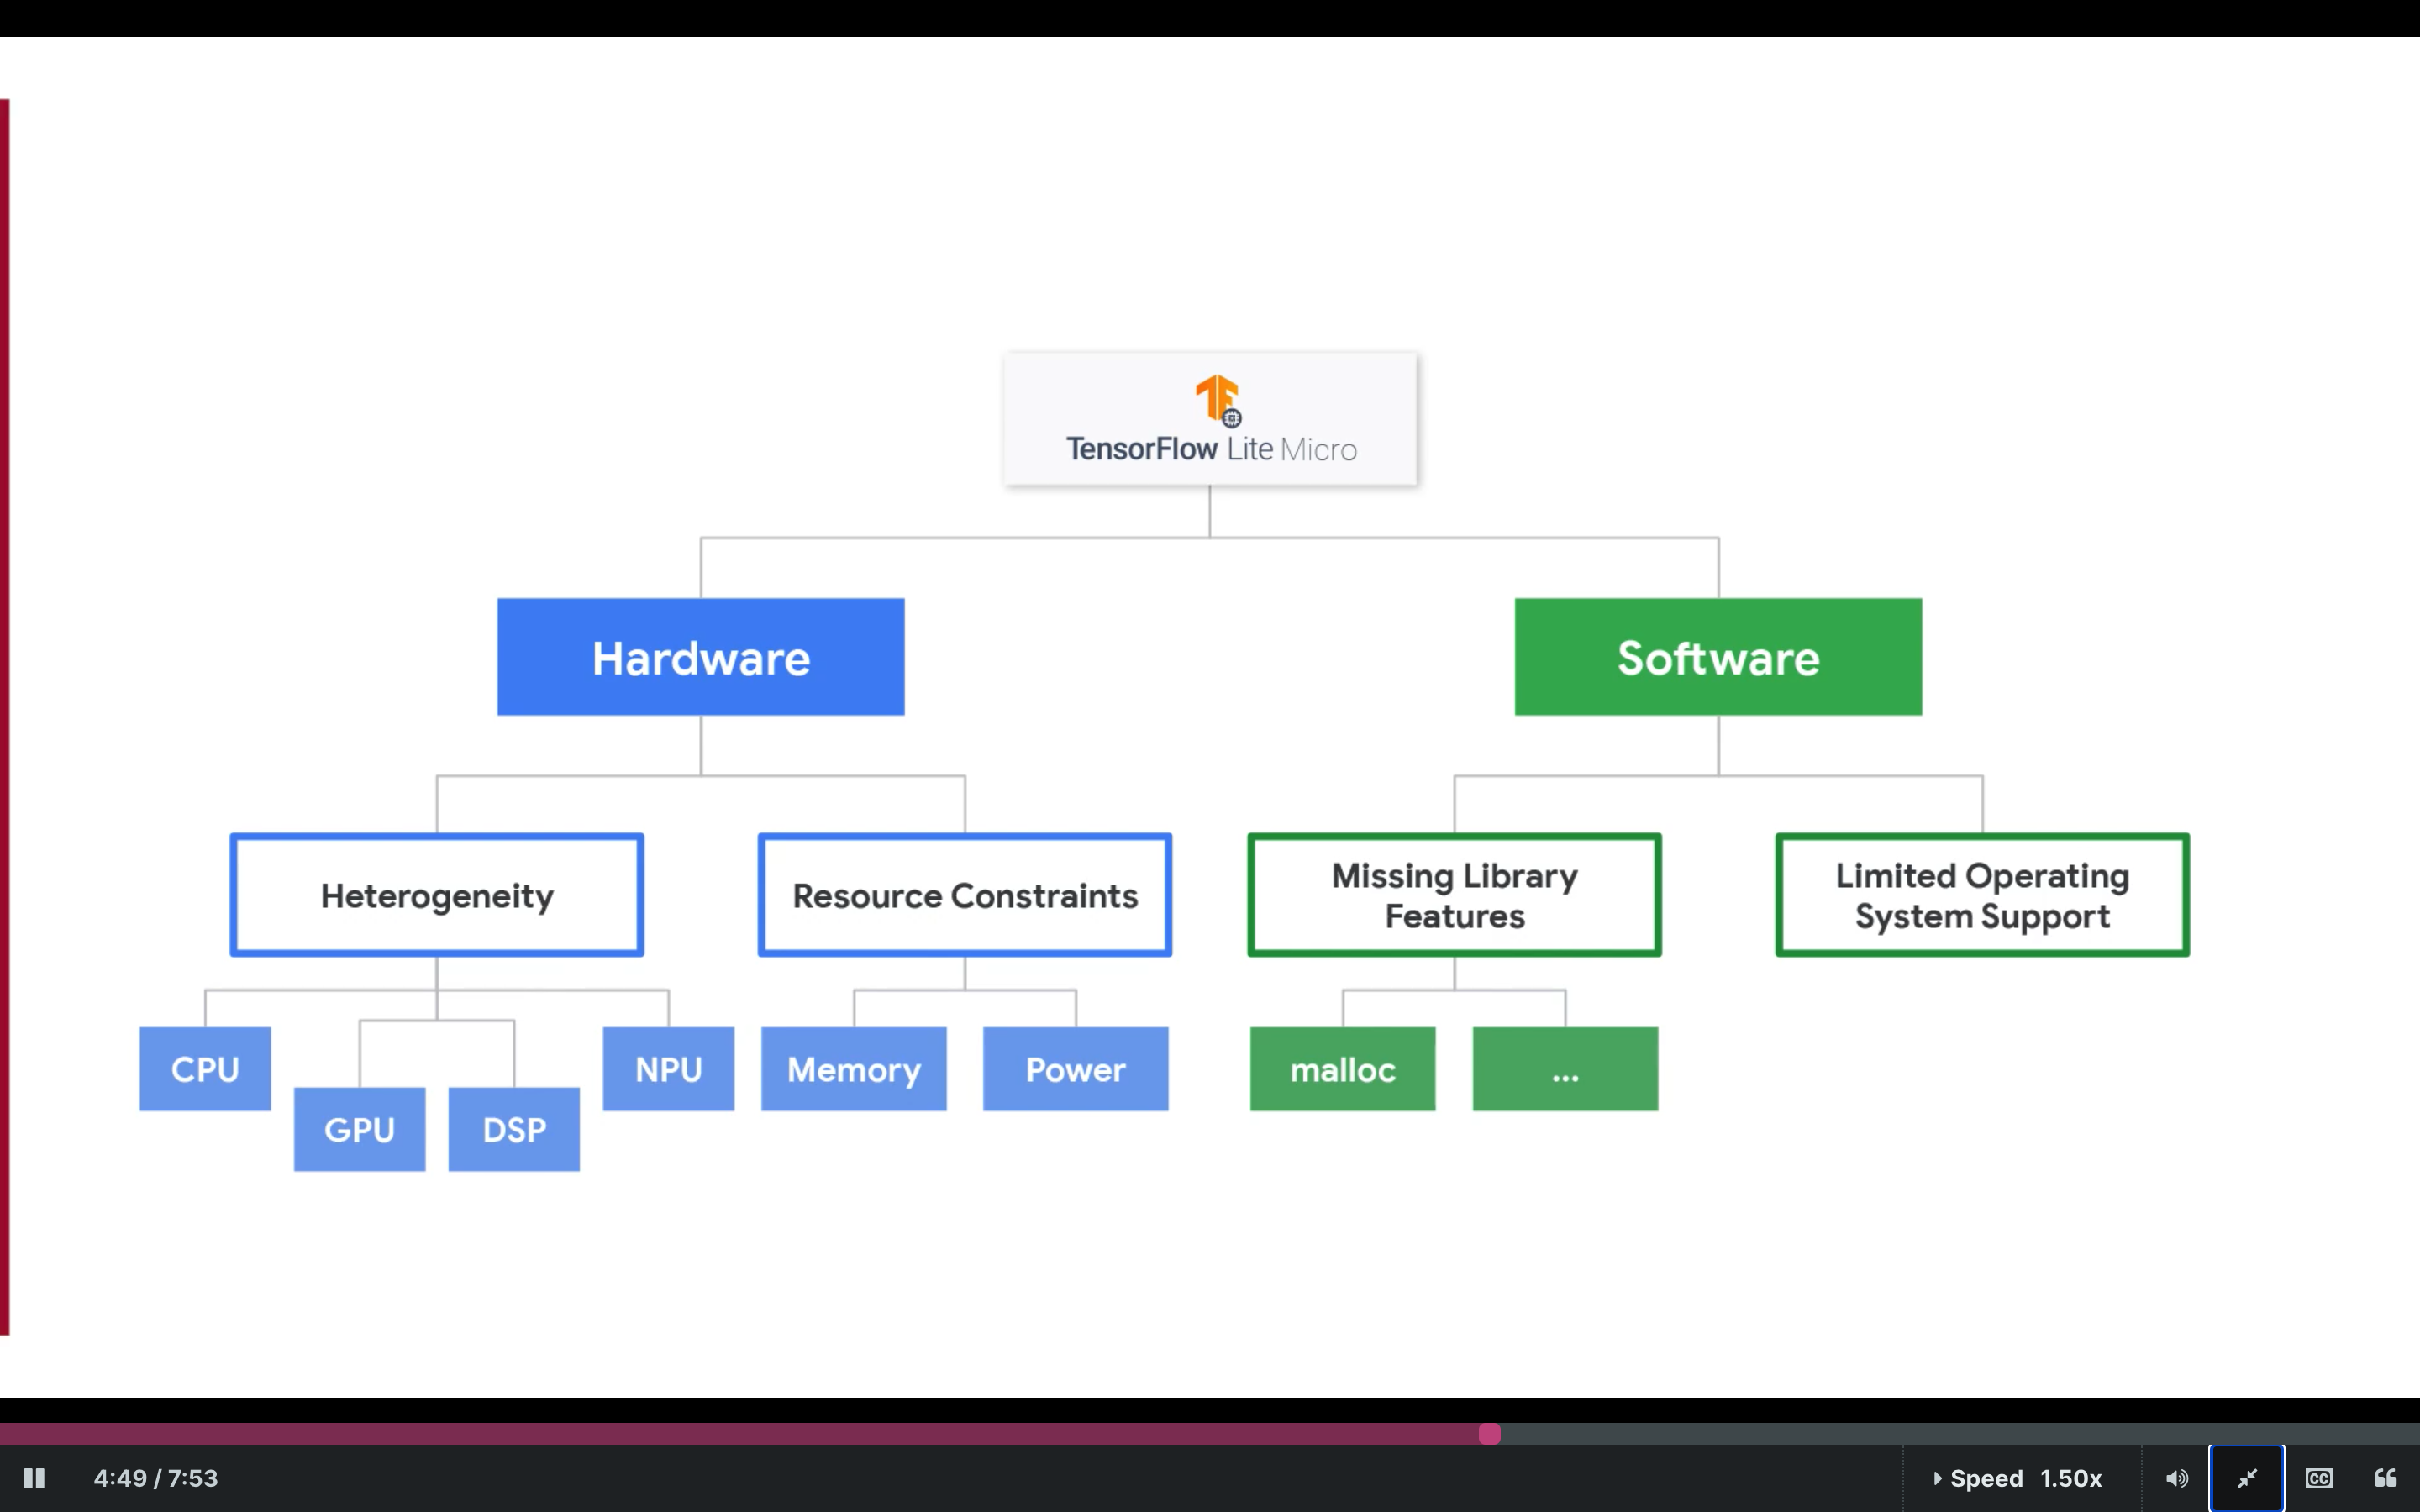 TensorFlow Lite Micro
Hardware
Software
Heterogeneity
Resource Constraints
Missing Library
Features
Limited Operating
System Support
CPU
GPU
DSP
NPU
Memory
Power
malloc
...
4:49 / 7:53
Speed 1.50x
CC